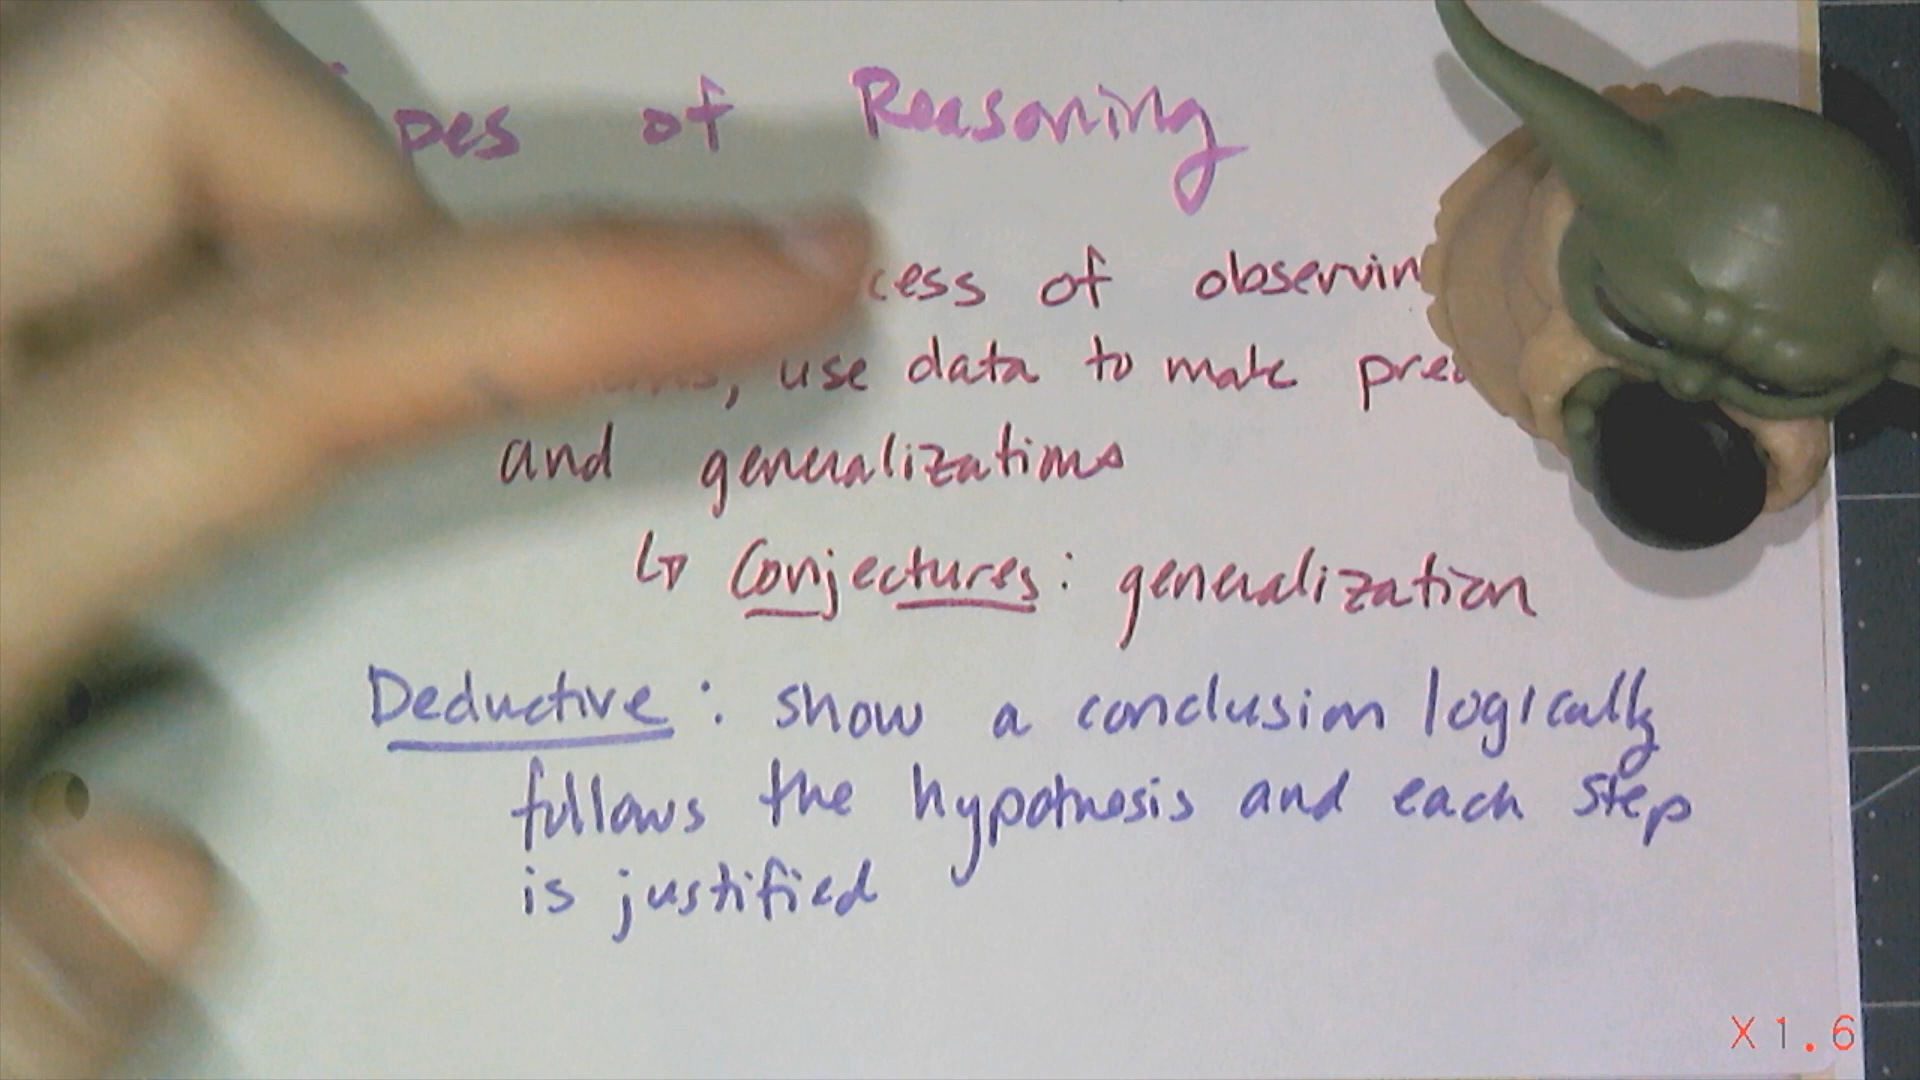 pes of Reasoning
cess of observin
, use data to make pre
and generalizations
↳ Conjectures: generalization
Deductive: show a conclusion logically
follows the hypothesis and each step
is justified
X1.6